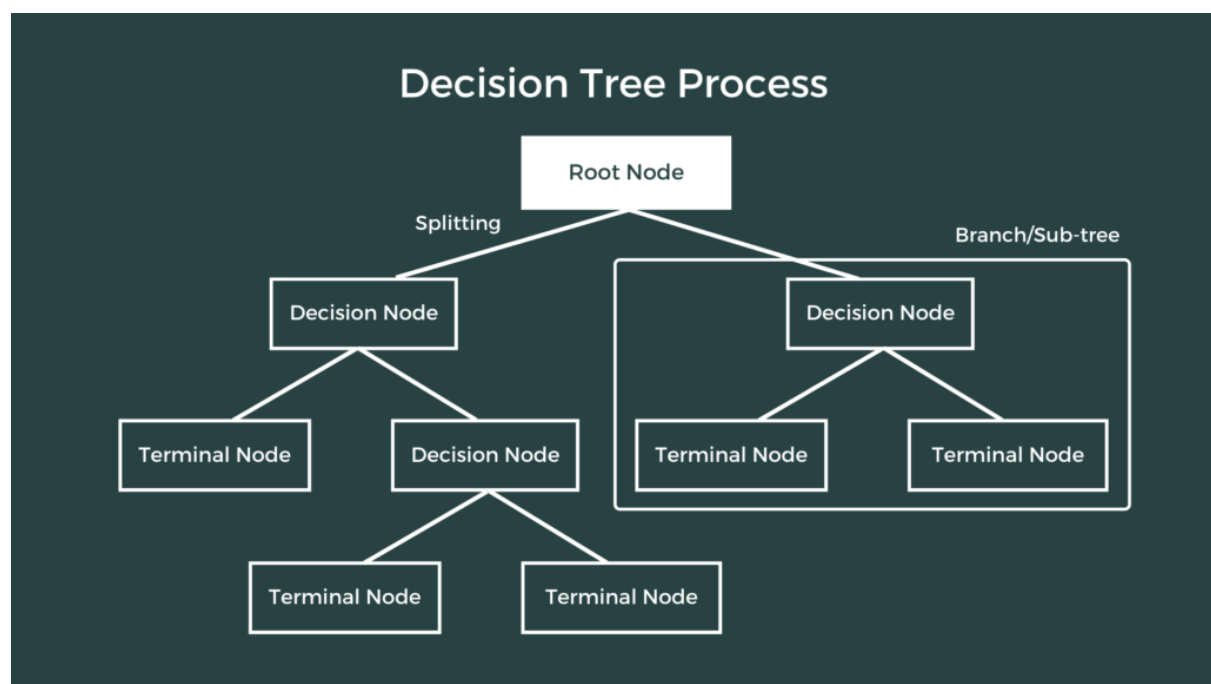 Decision Tree Process
Root Node
Splitting
Branch/Sub-tree
Decision Node
Decision Node
Terminal Node
Decision Node
Terminal Node
Terminal Node
Terminal Node
Terminal Node